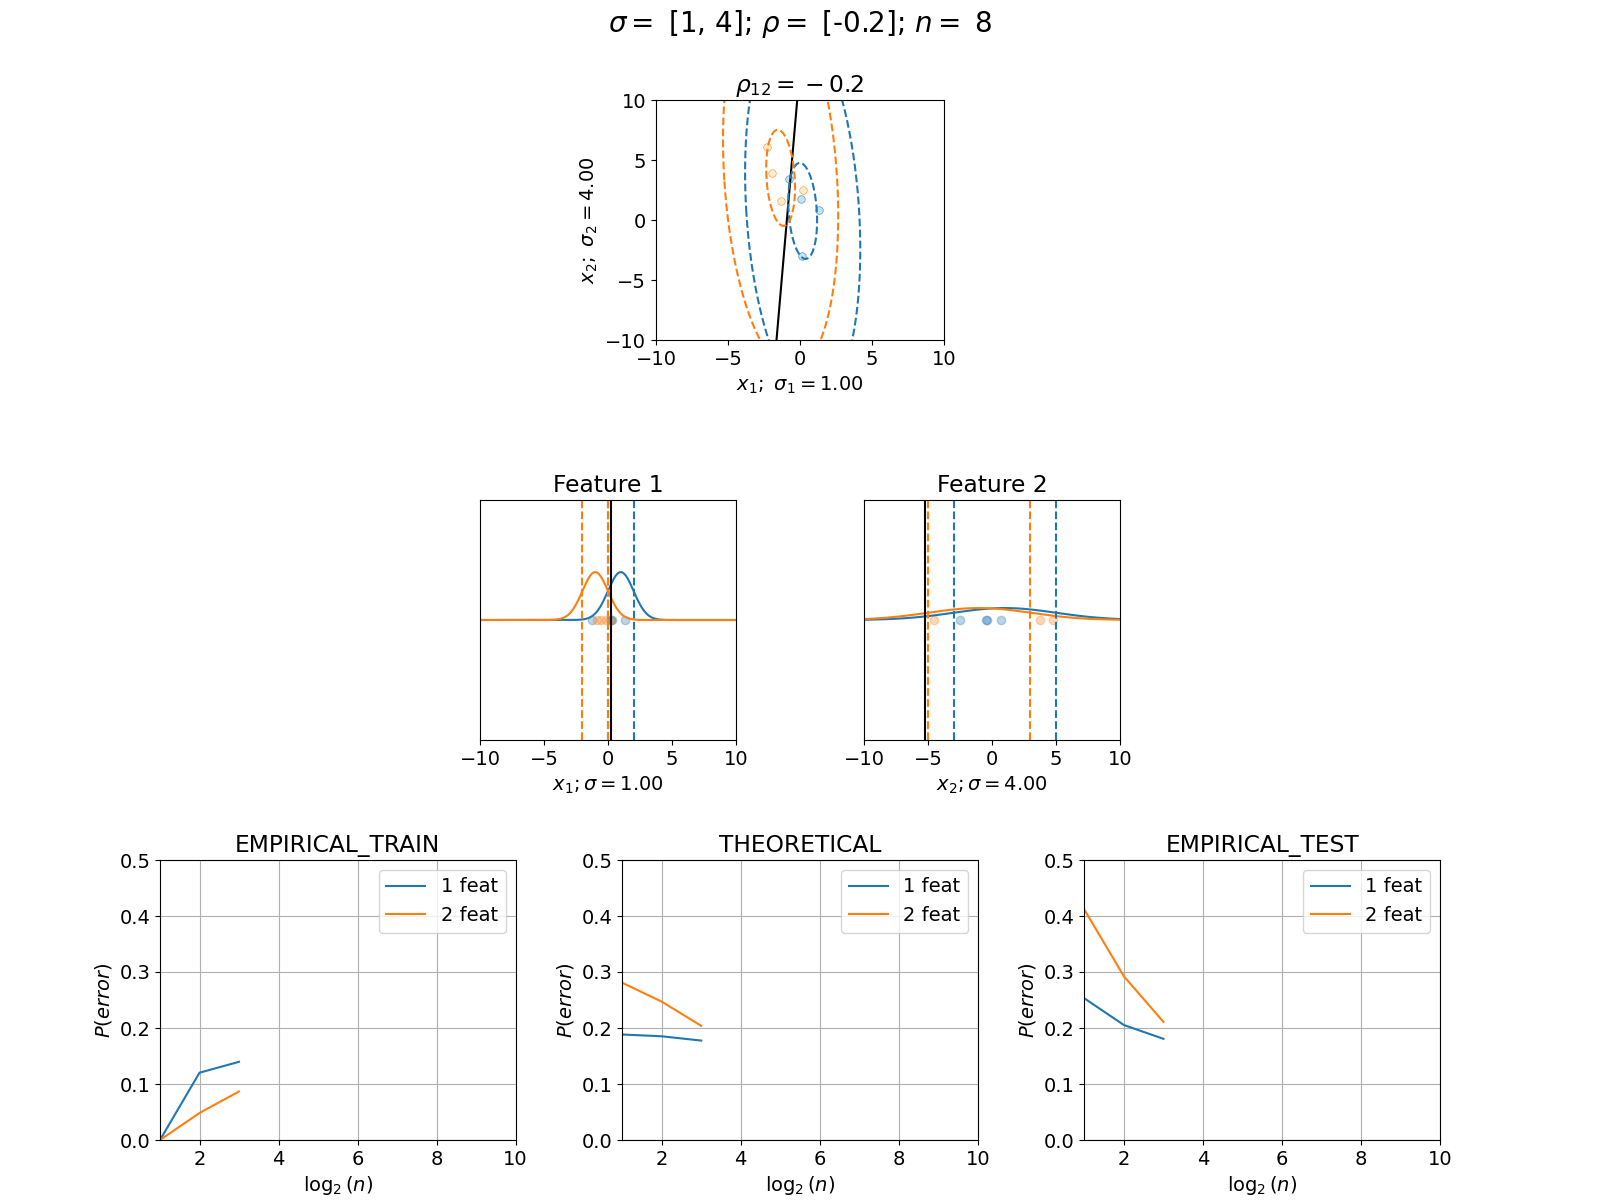 σ = [1, 4]; ρ = [-0.2]; n = 8
ρ₁₂ = −0.2
10
5
0
−5
−10
x₂; σ₂ = 4.00
−10 −5 0 5 10
x₁; σ₁ = 1.00
Feature 1
−10 −5 0 5 10
x₁; σ = 1.00
Feature 2
−10 −5 0 5 10
x₂; σ = 4.00
EMPIRICAL_TRAIN
0.5
0.4
0.3
0.2
0.1
0.0
P(error)
1 feat
2 feat
2 4 6 8 10
log₂(n)
THEORETICAL
0.5
0.4
0.3
0.2
0.1
0.0
P(error)
1 feat
2 feat
2 4 6 8 10
log₂(n)
EMPIRICAL_TEST
0.5
0.4
0.3
0.2
0.1
0.0
P(error)
1 feat
2 feat
2 4 6 8 10
log₂(n)